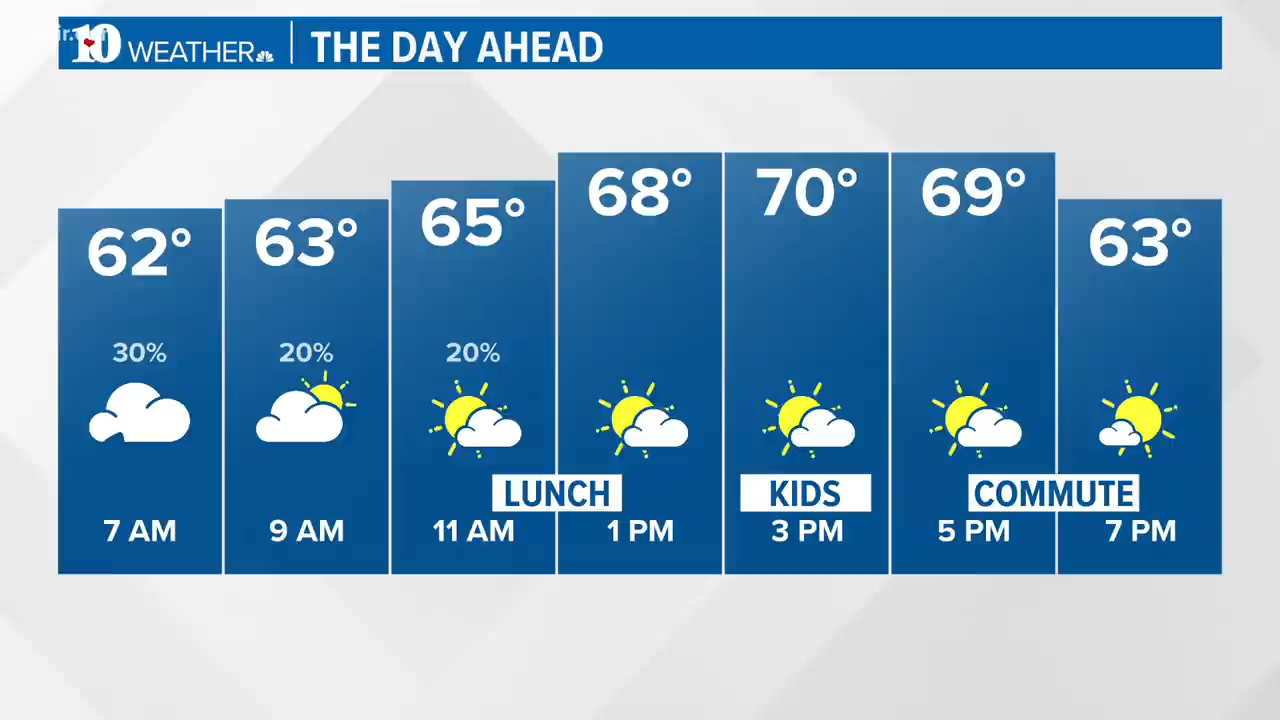 10 WEATHER THE DAY AHEAD
62° 63° 65° 68° 70° 69° 63°
30% 20% 20%
LUNCH KIDS COMMUTE
7 AM 9 AM 11 AM 1 PM 3 PM 5 PM 7 PM